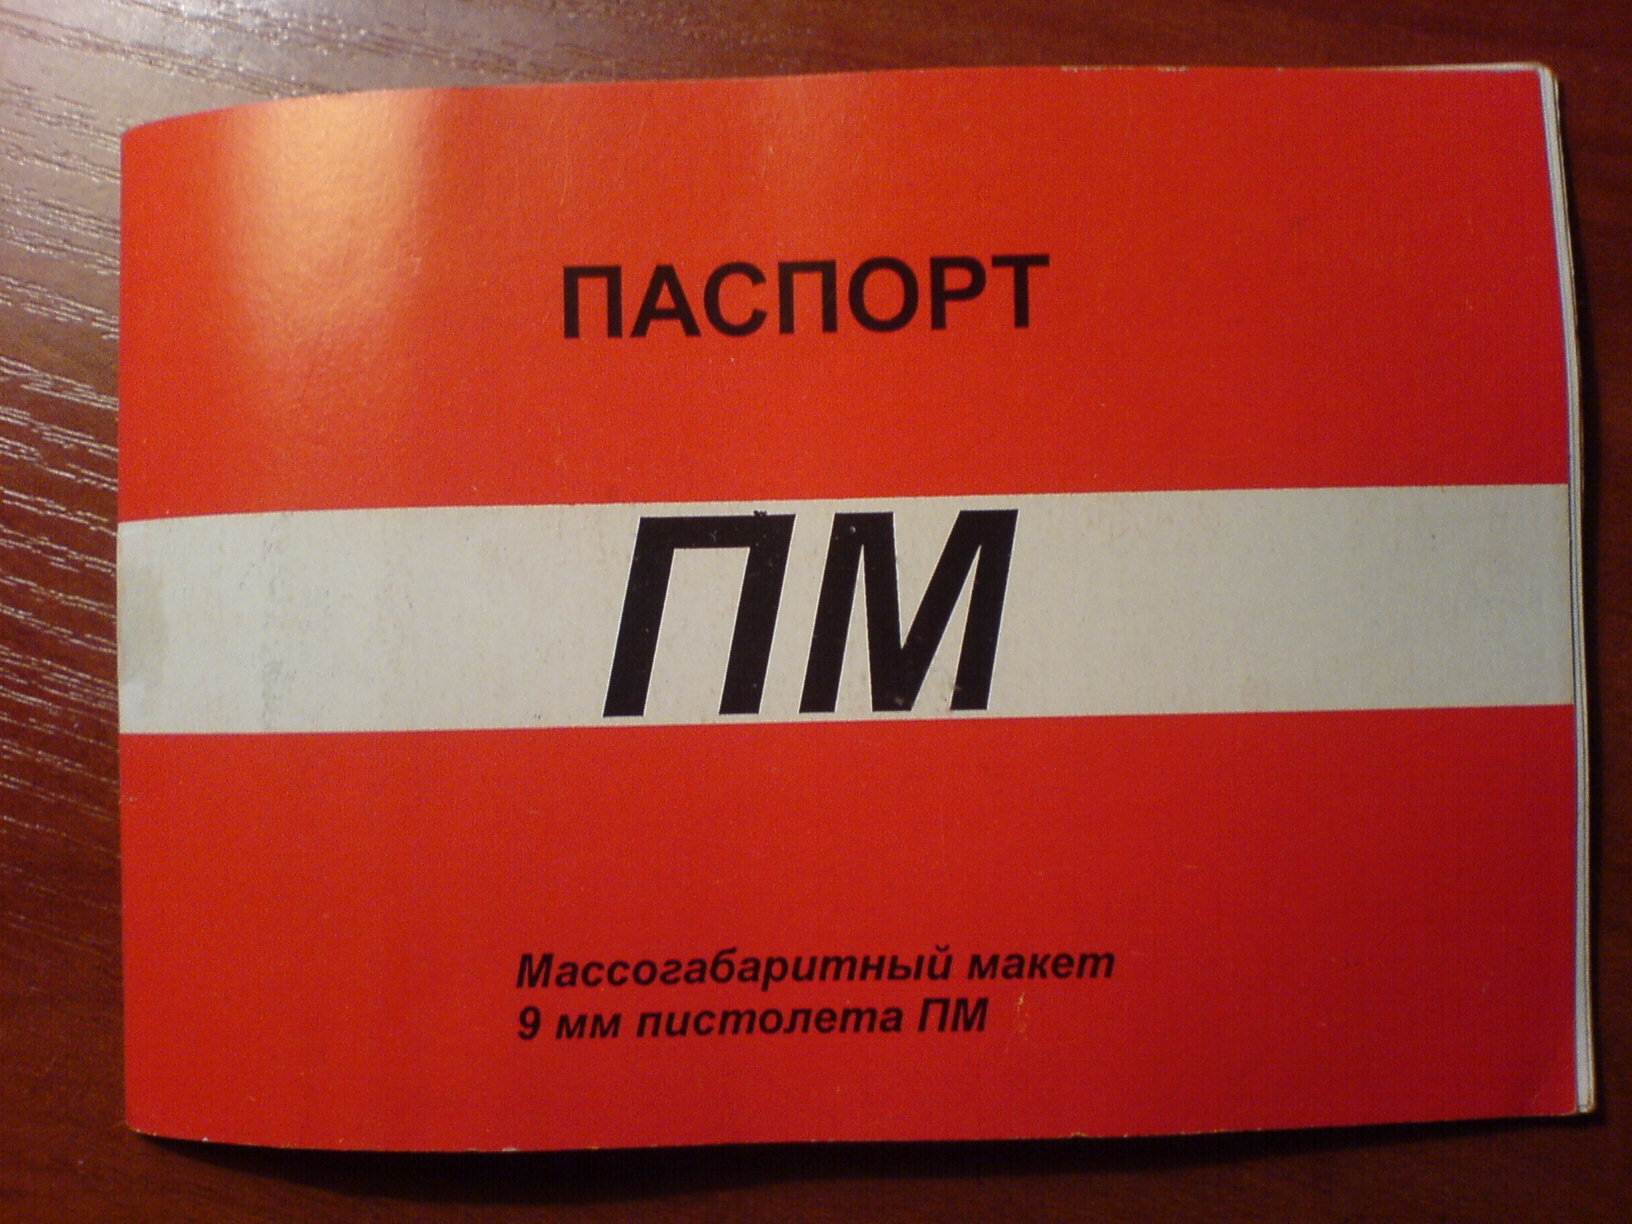 ПАСПОРТ
ПМ
Массогабаритный макет
9 мм пистолета ПМ